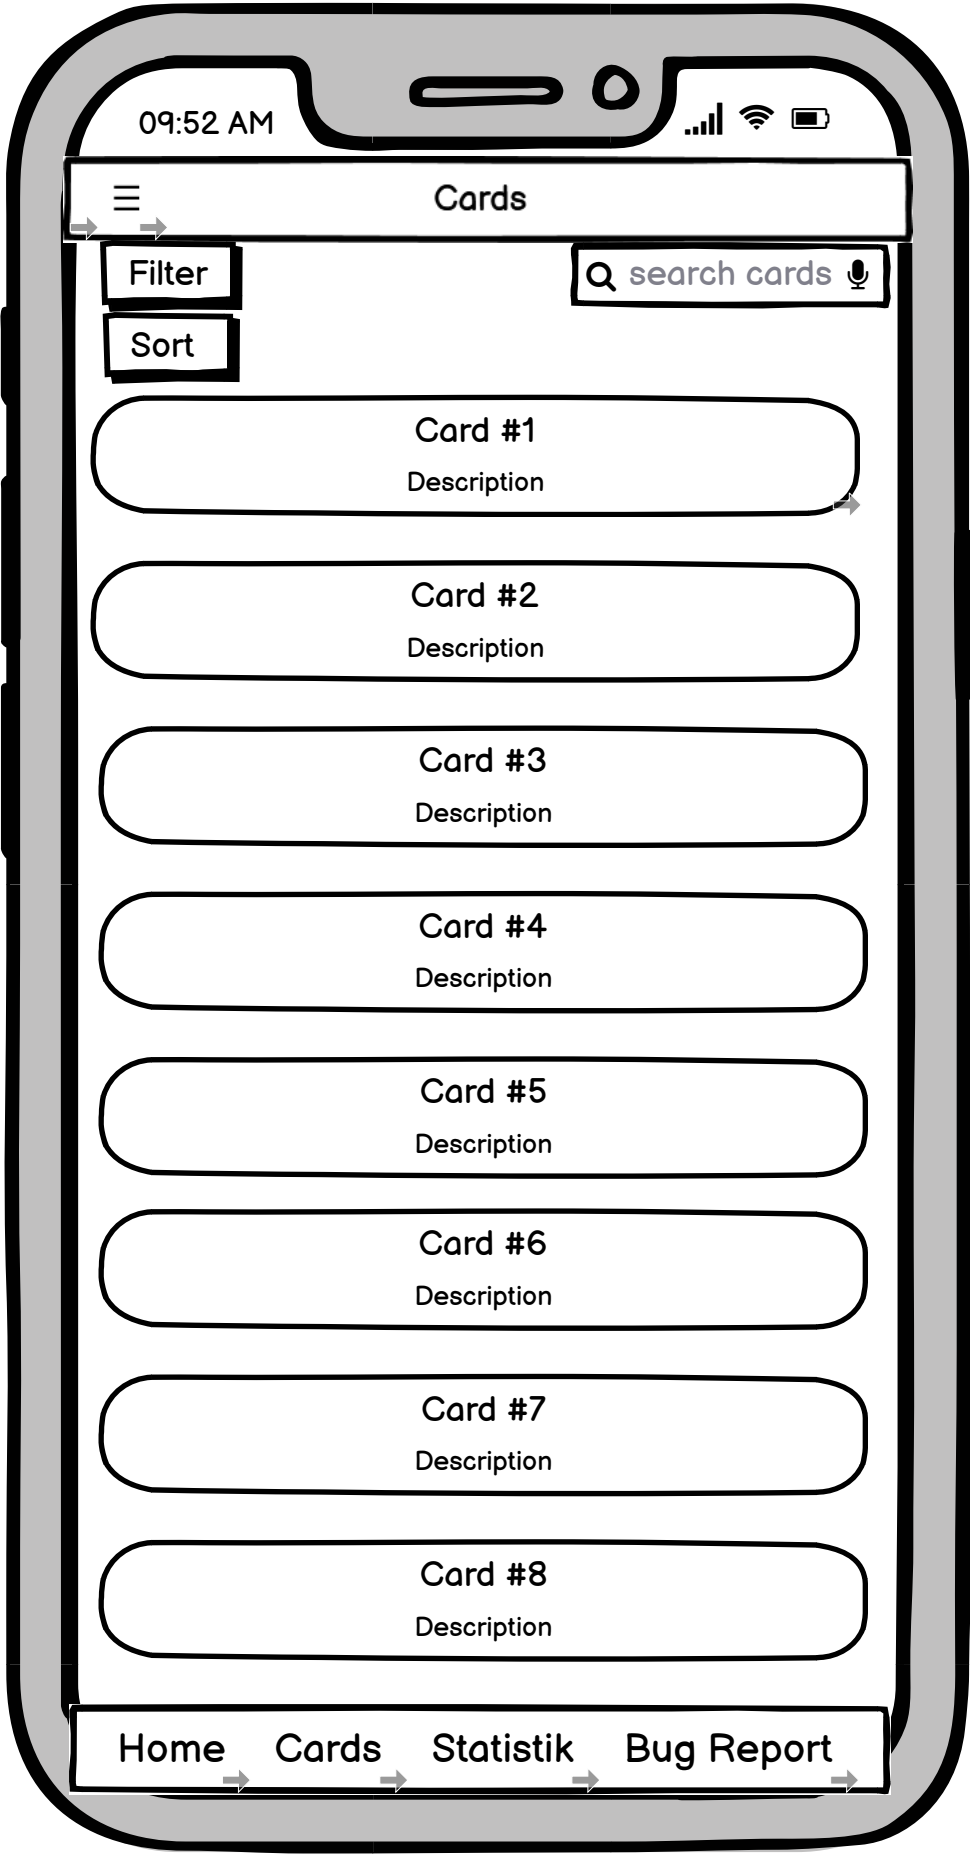 09:52 AM
Cards
Filter
search cards
Sort
Card #1
Description
Card #2
Description
Card #3
Description
Card #4
Description
Card #5
Description
Card #6
Description
Card #7
Description
Card #8
Description
Home Cards Statistik Bug Report